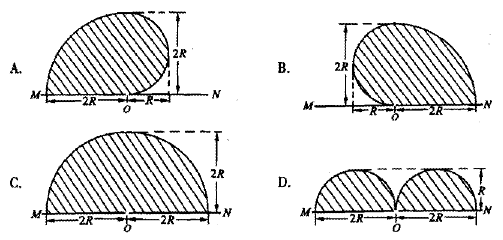 A. 2R
M 2R O R N
B. 2R
M R O 2R N
C. 2R
M 2R O 2R N
D. R
M 2R O 2R N